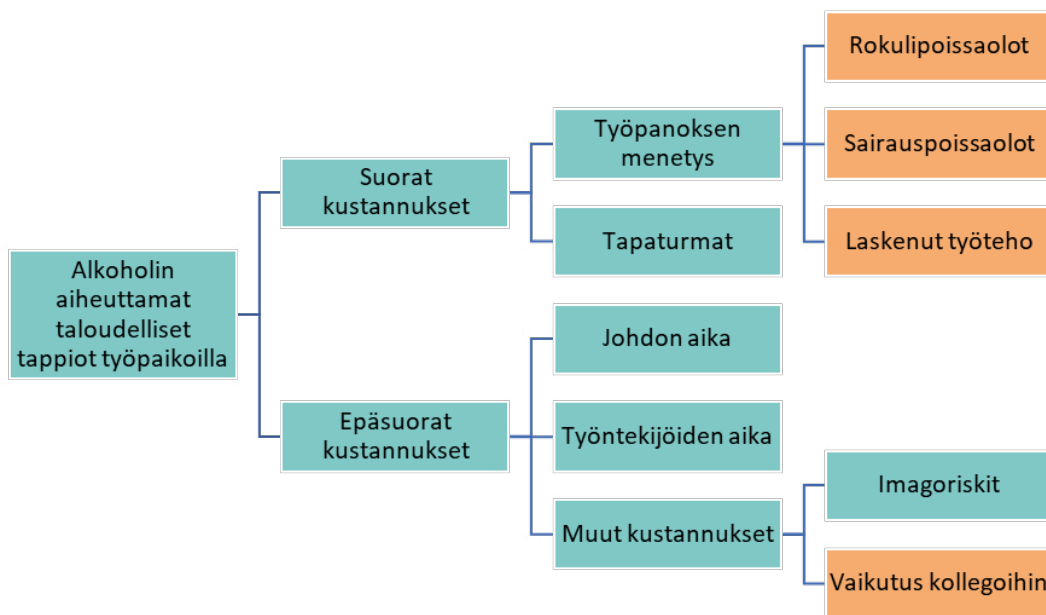 Alkoholin
aiheuttamat
taloudelliset
tappiot työpaikoilla
Suorat
kustannukset
Työpanoksen
menetys
Rokulipoissaolot
Sairauspoissaolot
Laskenut työteho
Tapaturmat
Epäsuorat
kustannukset
Johdon aika
Työntekijöiden aika
Muut kustannukset
Imagoriskit
Vaikutus kollegoihin